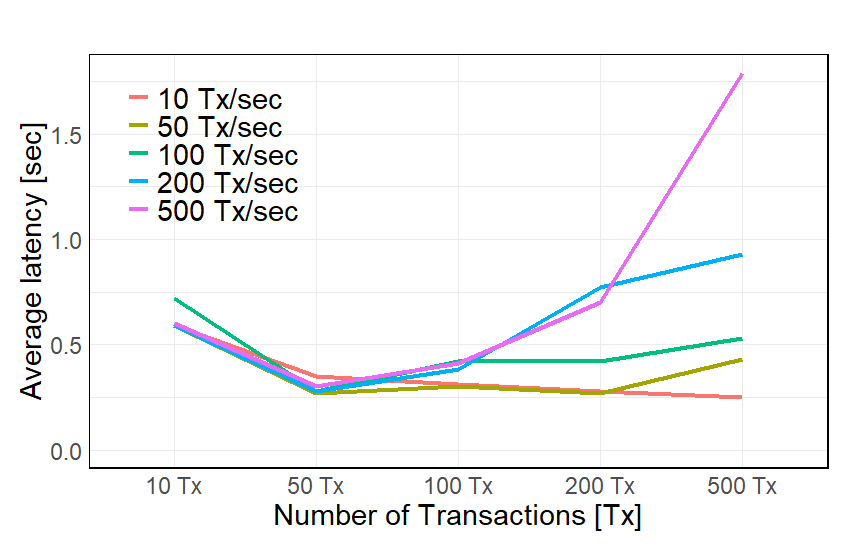 10 Tx/sec
50 Tx/sec
100 Tx/sec
200 Tx/sec
500 Tx/sec
Average latency [sec]
1.5
1.0
0.5
0.0
10 Tx
50 Tx
100 Tx
200 Tx
500 Tx
Number of Transactions [Tx]